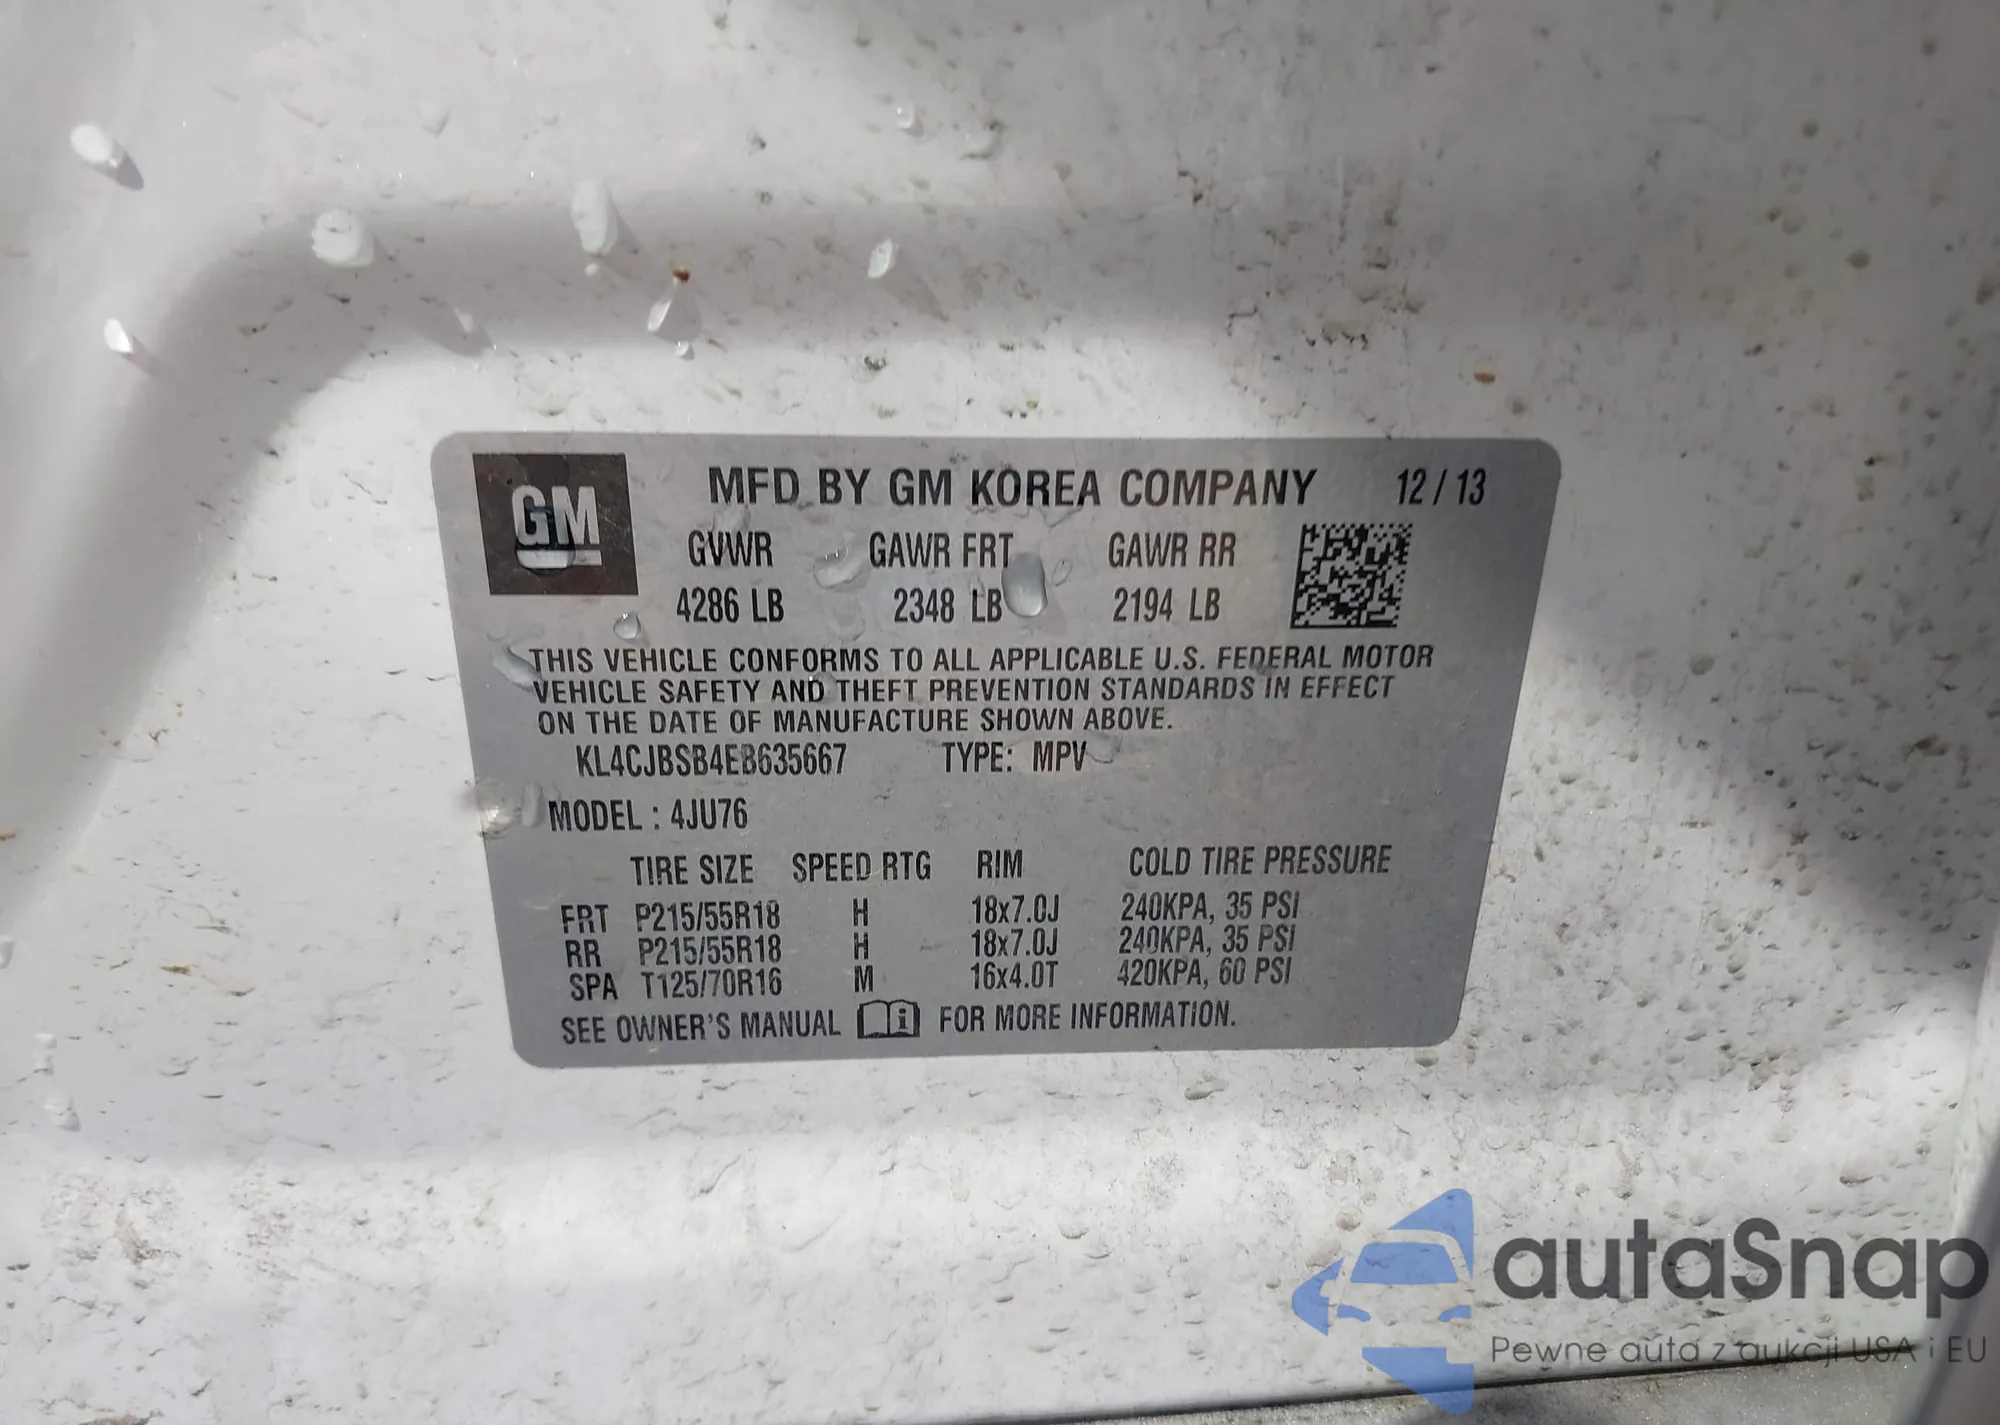 GM
MFD BY GM KOREA COMPANY 12 / 13
GVWR GAWR FRT GAWR RR
4286 LB 2348 LB 2194 LB
THIS VEHICLE CONFORMS TO ALL APPLICABLE U.S. FEDERAL MOTOR
VEHICLE SAFETY AND THEFT PREVENTION STANDARDS IN EFFECT
ON THE DATE OF MANUFACTURE SHOWN ABOVE.
KL4CJBSB4EB635667 TYPE: MPV
MODEL : 4JU76
TIRE SIZE SPEED RTG RIM COLD TIRE PRESSURE
FRT P215/55R18 H 18x7.0J 240KPA, 35 PSI
RR P215/55R18 H 18x7.0J 240KPA, 35 PSI
SPA T125/70R16 M 16x4.0T 420KPA, 60 PSI
SEE OWNER'S MANUAL i FOR MORE INFORMATION.
autaSnap
Pewne auta z aukcji USA i EU